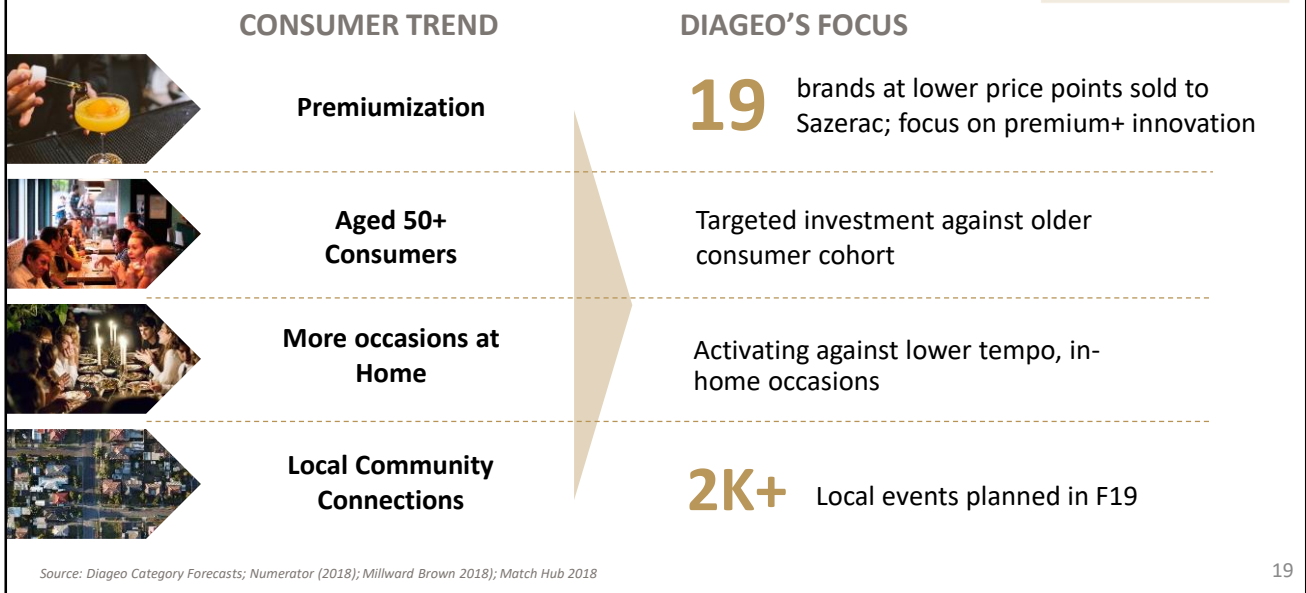 CONSUMER TREND
DIAGEO'S FOCUS
Premiumization
19
brands at lower price points sold to
Sazerac; focus on premium+ innovation
Aged 50+
Consumers
Targeted investment against older
consumer cohort
More occasions at
Home
Activating against lower tempo, in-
home occasions
Local Community
Connections
2K+
Local events planned in F19
Source: Diageo Category Forecasts; Numerator (2018); Millward Brown 2018); Match Hub 2018
19